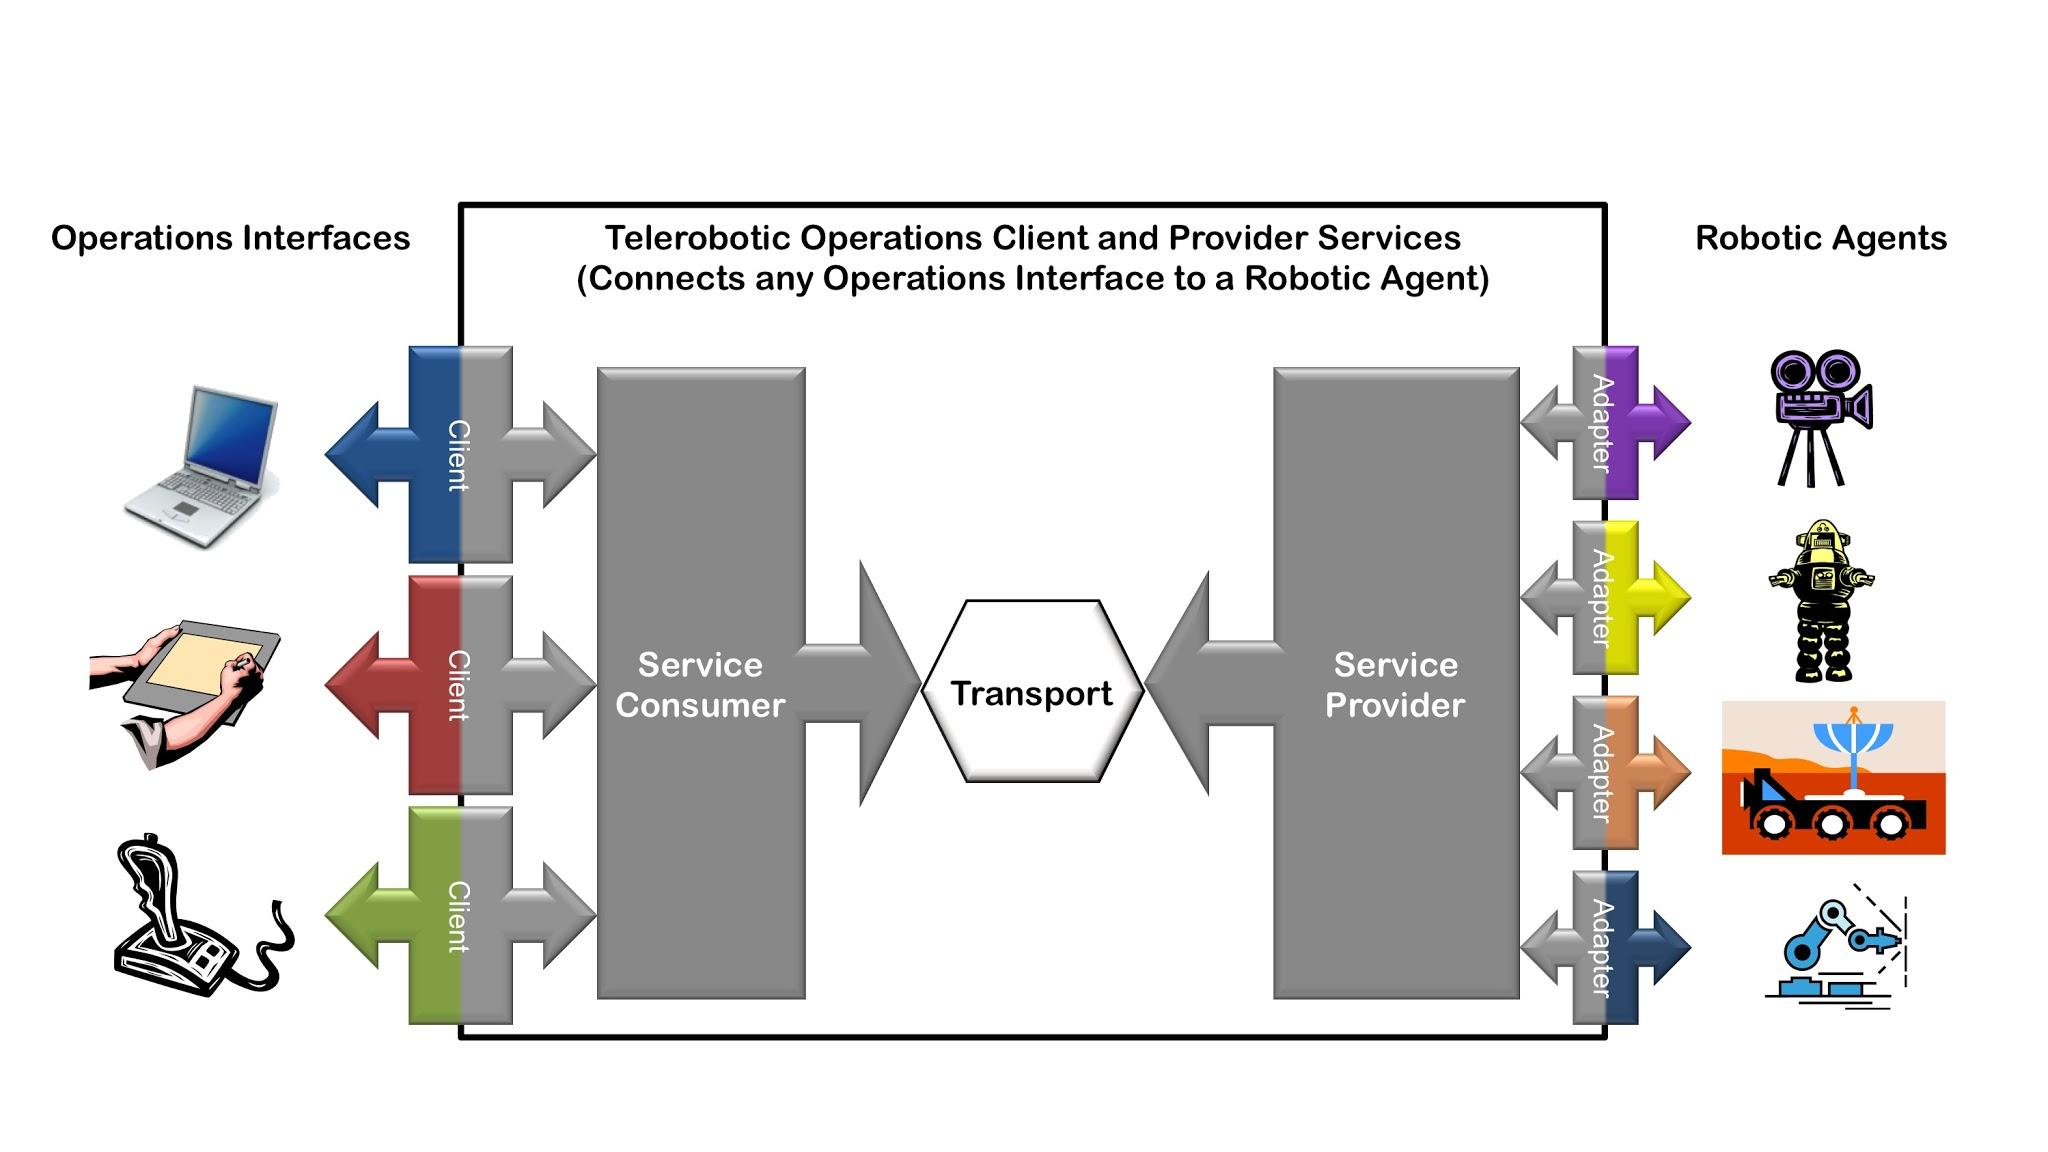 Operations Interfaces
Telerobotic Operations Client and Provider Services
(Connects any Operations Interface to a Robotic Agent)
Robotic Agents
Client
Client
Client
Service
Consumer
Transport
Service
Provider
Adapter
Adapter
Adapter
Adapter